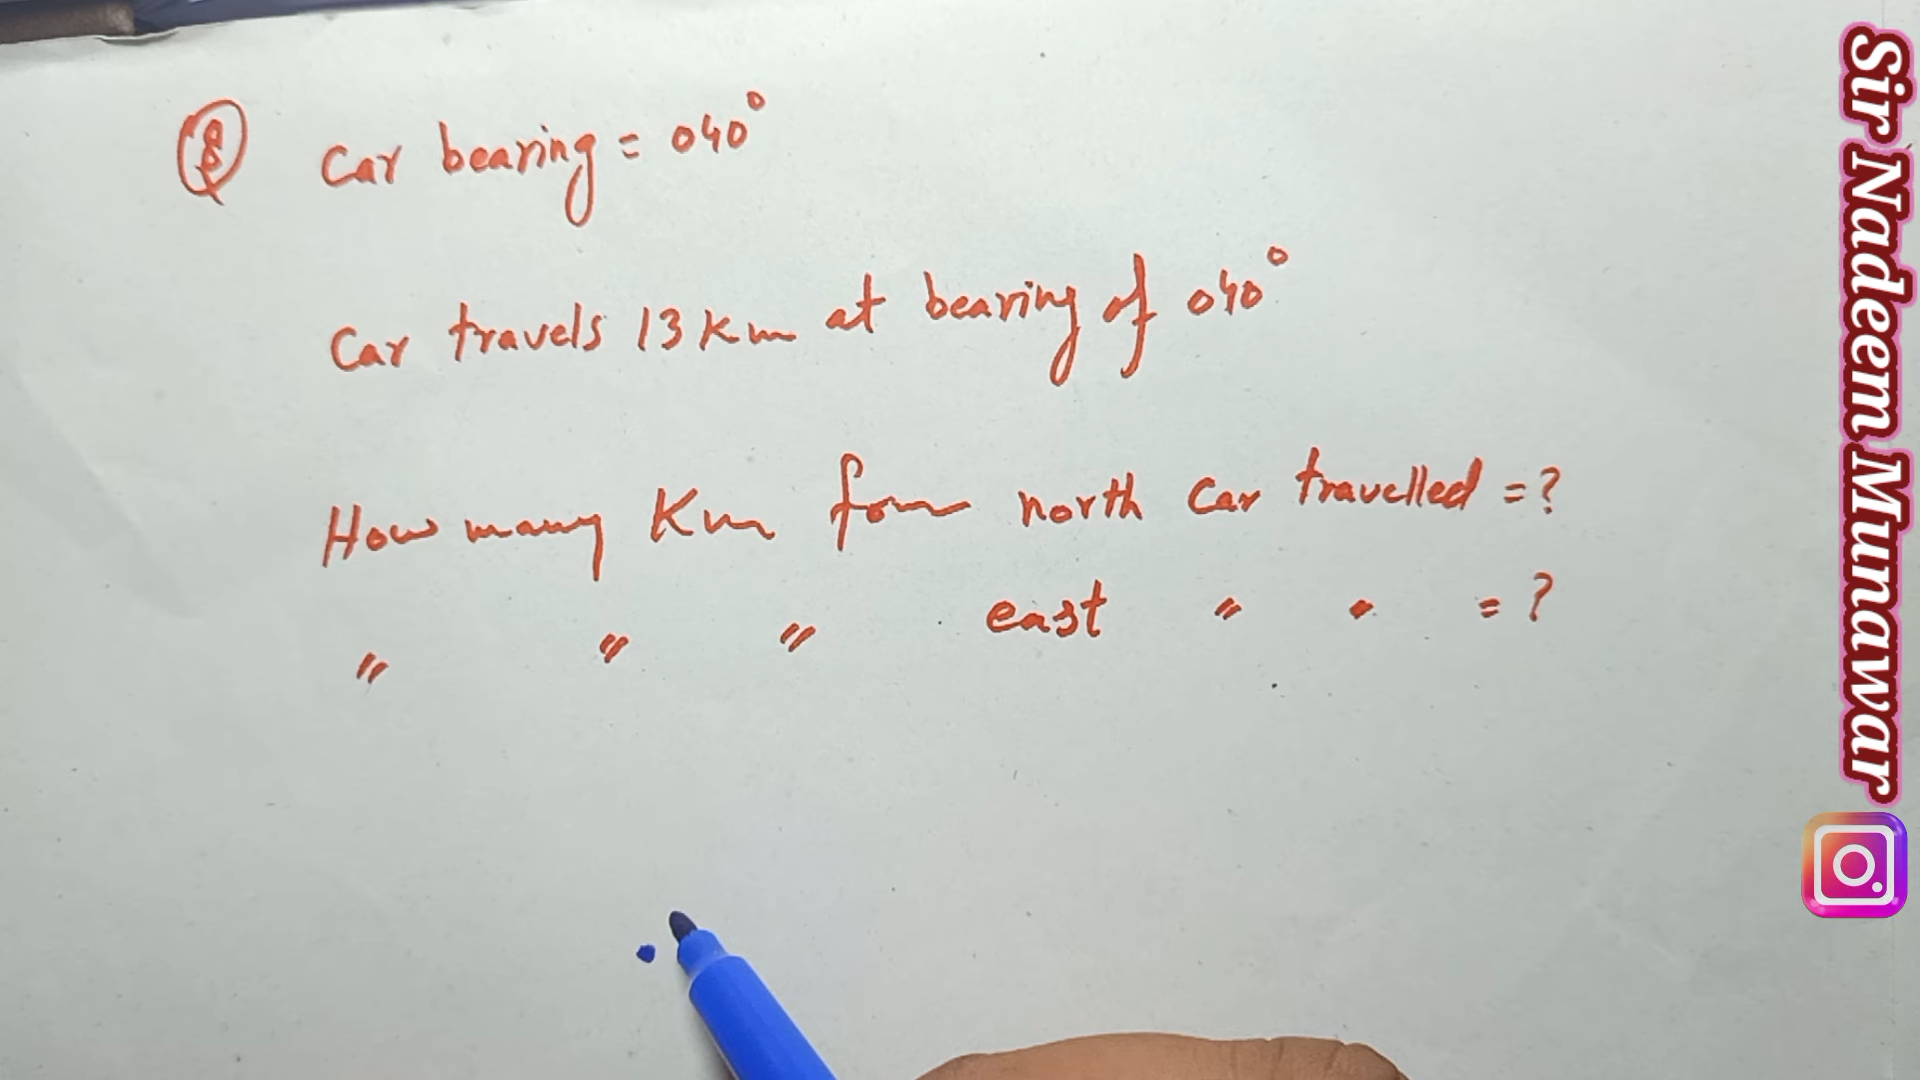 Q Car bearing = 040°
Car travels 13 Km at bearing of 040°
How many Km from north Car travelled = ?
" " " east " " = ?
Sir Nadeem Munawar